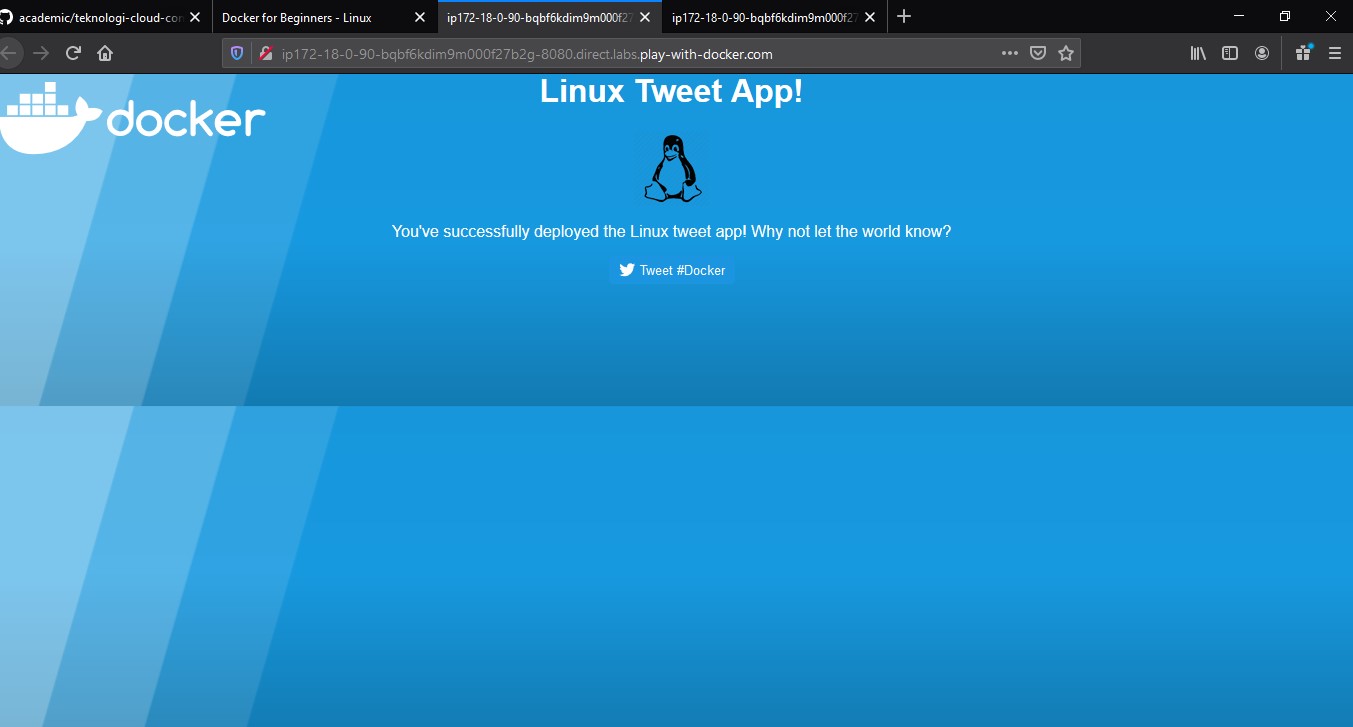 academic/teknologi-cloud-con
Docker for Beginners - Linux
ip172-18-0-90-bqbf6kdim9m000f27
ip172-18-0-90-bqbf6kdim9m000f27
ip172-18-0-90-bqbf6kdim9m000f27b2g-8080.direct.labs.play-with-docker.com
docker
Linux Tweet App!
You've successfully deployed the Linux tweet app! Why not let the world know?
Tweet #Docker